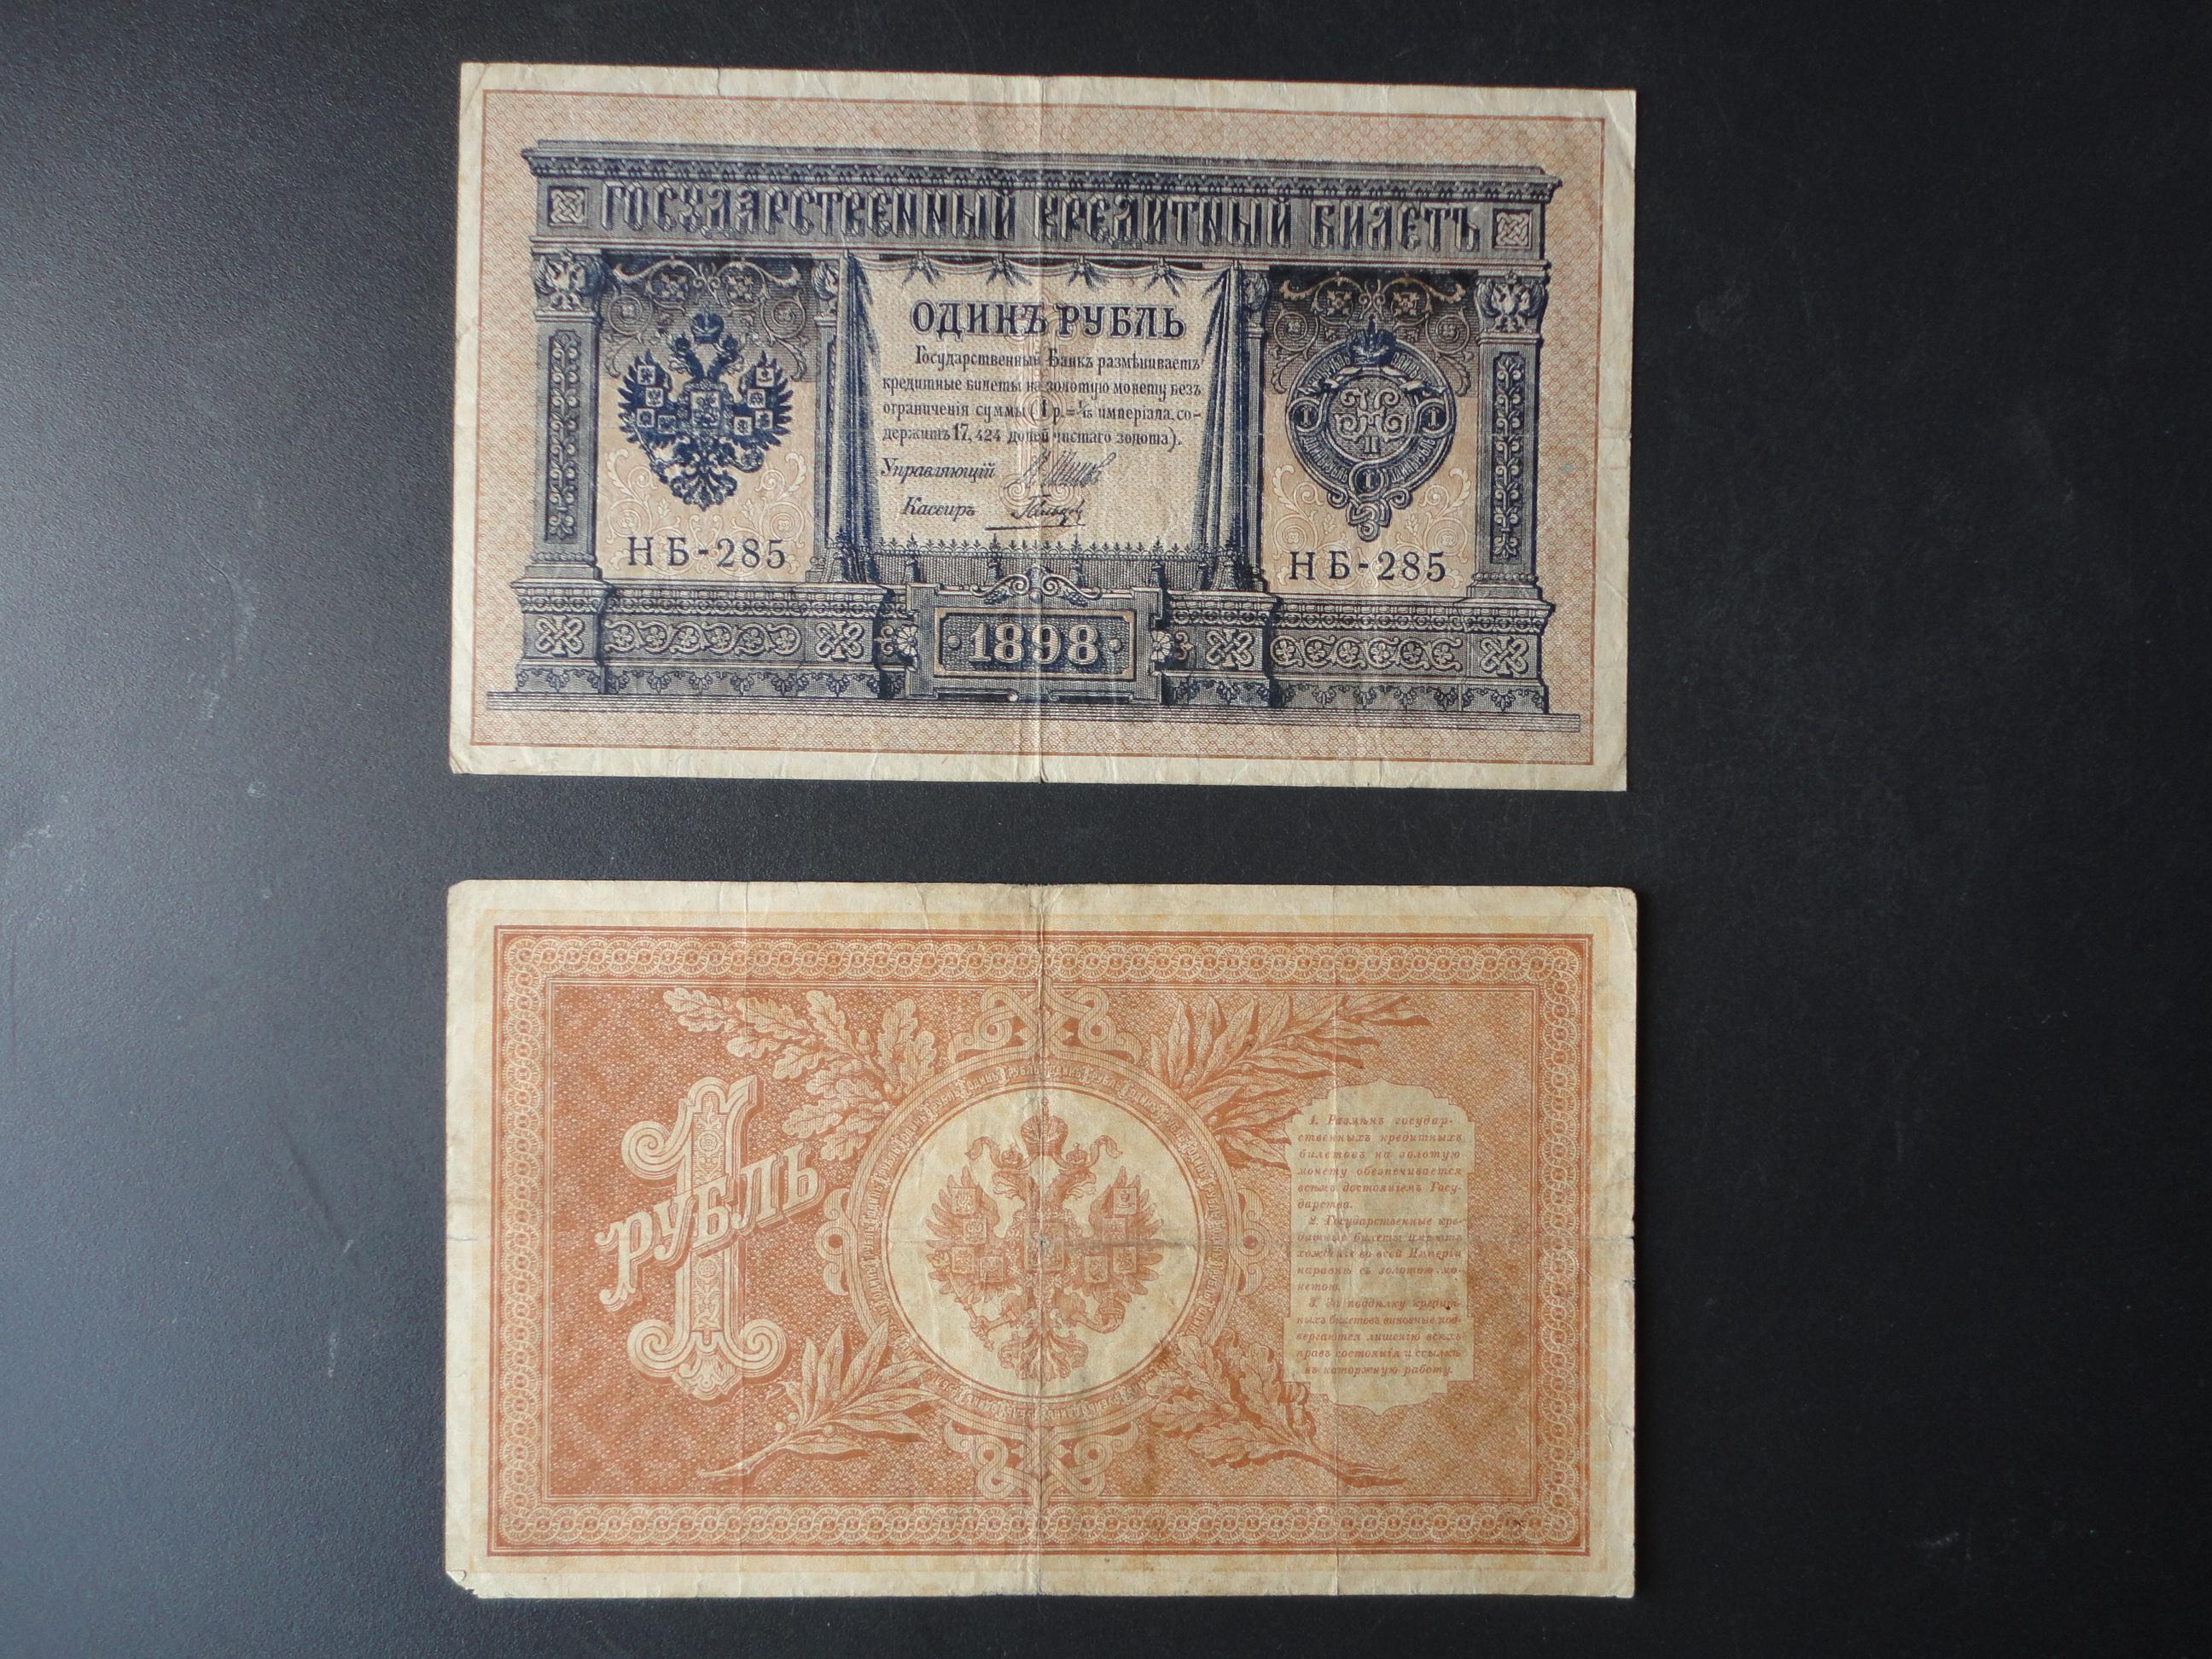 ГОСУДАРСТВЕННЫЙ КРЕДИТНЫЙ БИЛЕТЪ
ОДИНЪ РУБЛЬ
Государственный Банкъ размѣниваетъ
кредитные билеты на золотую монету безъ
ограниченія суммы (1 р. = 1/15 имперіала, со-
держитъ 17,424 долей чистаго золота).
Управляющій
Кассиръ
НБ-285
НБ-285
1898
1
РУБЛЬ
1. Размѣнъ государ-
ственныхъ кредитныхъ
билетовъ на золотую
монету обезпечивается
всѣмъ достояніемъ Госу-
дарства.
2. Государственные кре-
дитные билеты имѣютъ
хожденіе во всей Имперіи
наравнѣ съ золотою мо-
нетою.
3. За поддѣлку кредит-
ныхъ билетовъ виновные под-
вергаются лишенію всѣхъ
правъ состоянія и ссылкѣ
въ каторжную работу.